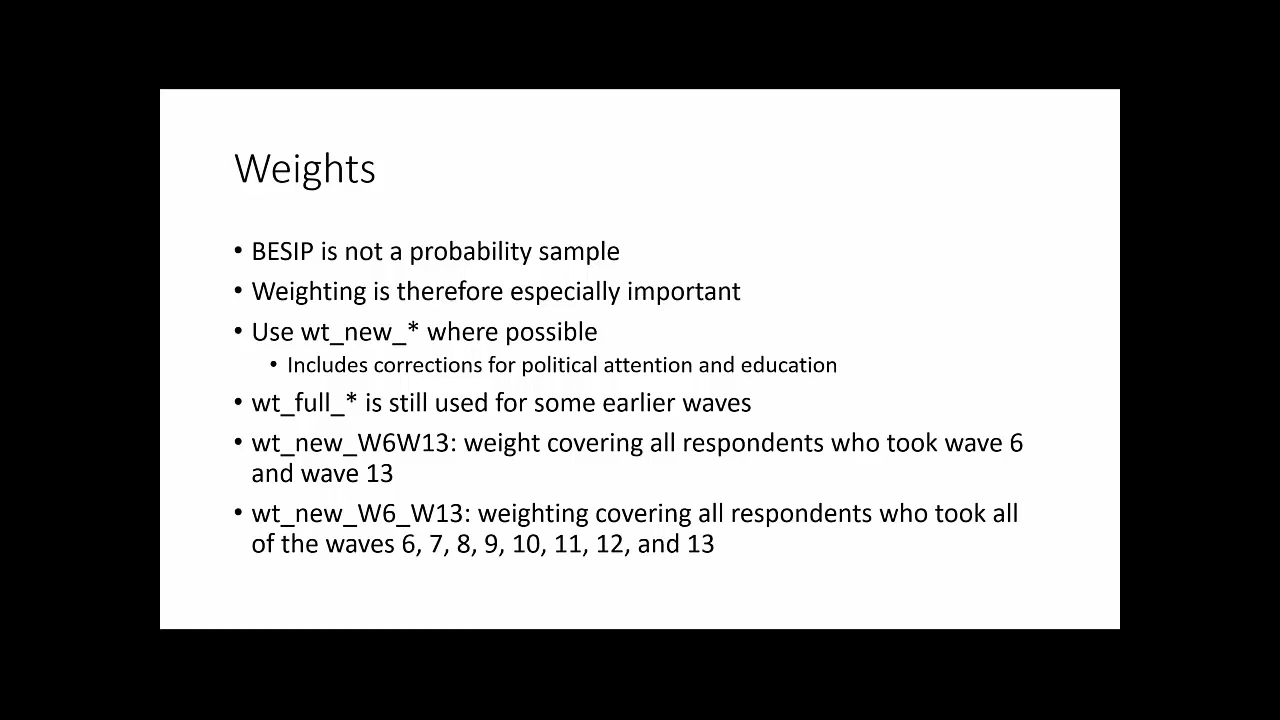 Weights
• BESIP is not a probability sample
• Weighting is therefore especially important
• Use wt_new_* where possible
• Includes corrections for political attention and education
• wt_full_* is still used for some earlier waves
• wt_new_W6W13: weight covering all respondents who took wave 6
and wave 13
• wt_new_W6_W13: weighting covering all respondents who took all
of the waves 6, 7, 8, 9, 10, 11, 12, and 13